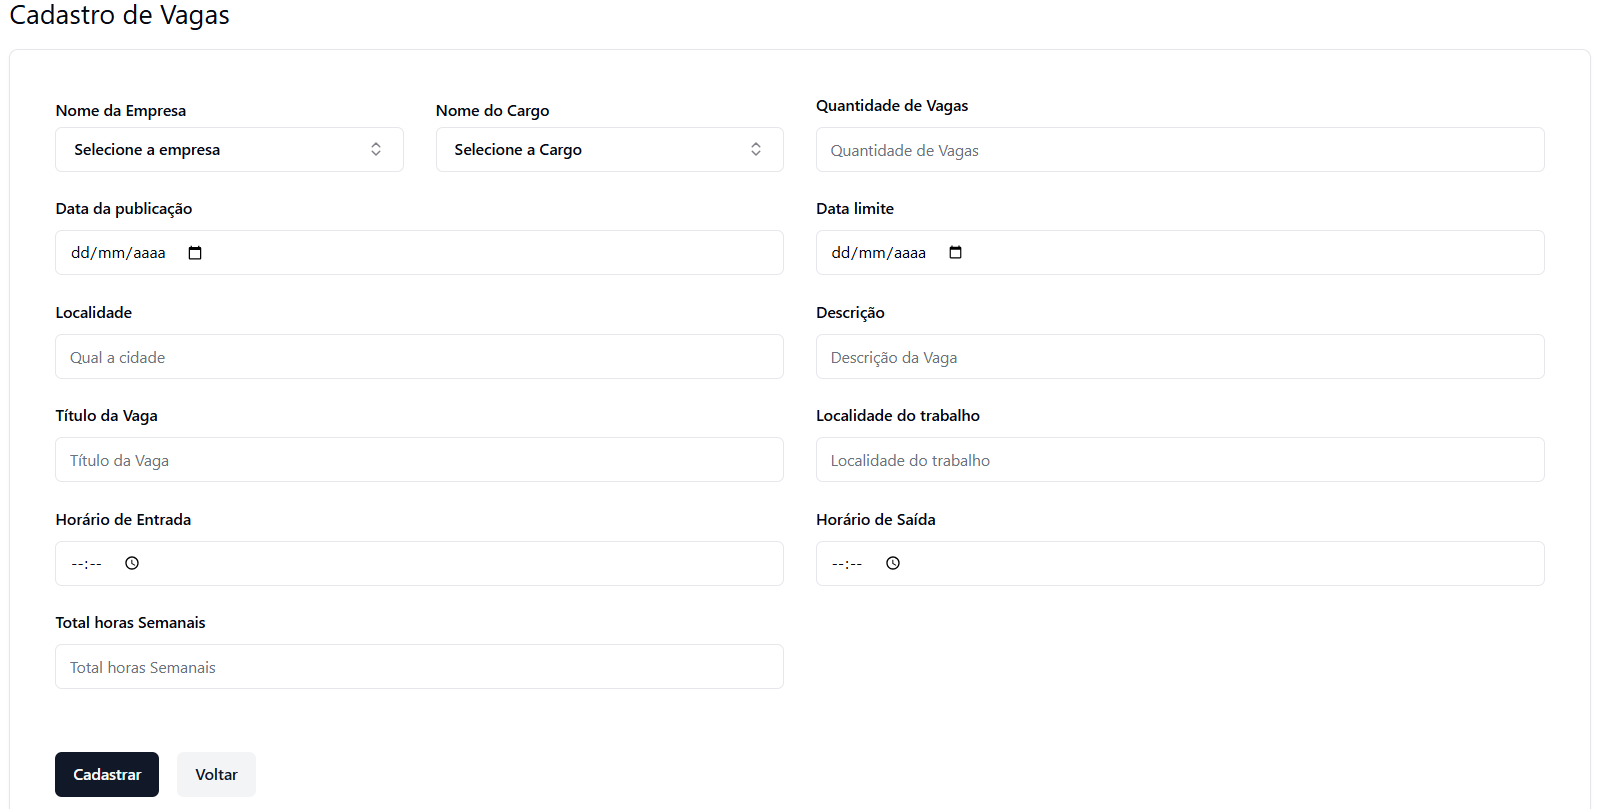 Cadastro de Vagas
Nome da Empresa
Nome do Cargo
Quantidade de Vagas
Selecione a empresa
Selecione a Cargo
Quantidade de Vagas
Data da publicação
Data limite
dd/mm/aaaa
dd/mm/aaaa
Localidade
Descrição
Qual a cidade
Descrição da Vaga
Título da Vaga
Localidade do trabalho
Título da Vaga
Localidade do trabalho
Horário de Entrada
Horário de Saída
--:--
--:--
Total horas Semanais
Total horas Semanais
Cadastrar
Voltar